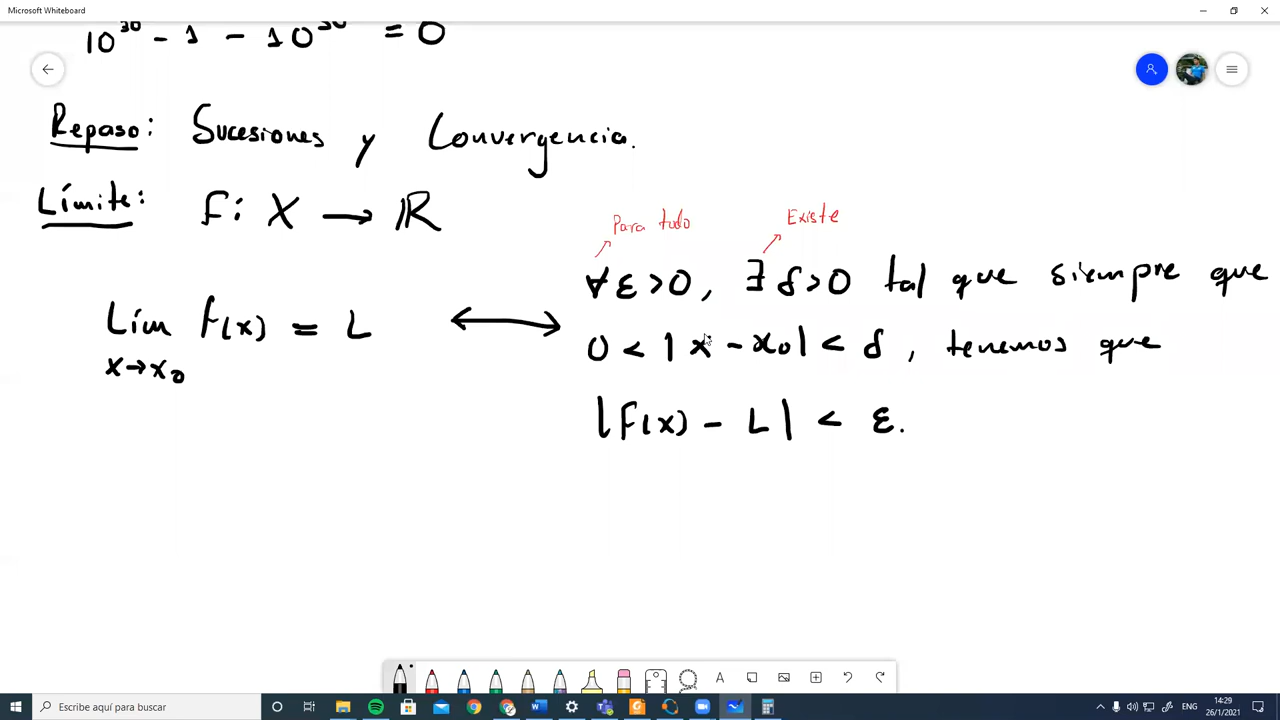 Microsoft Whiteboard
10³⁰ - 1 - 10³⁰ = 0
Repaso: Sucesiones y Convergencia.
Límite: F: X → ℝ
Para todo
Existe
∀ε>0, ∃δ>0 tal que siempre que
Lim F(x) = L
x→x₀
0 < |x - x₀| < δ, tenemos que
|F(x) - L| < ε.
Escribe aquí para buscar
ENG
14:29
26/1/2021